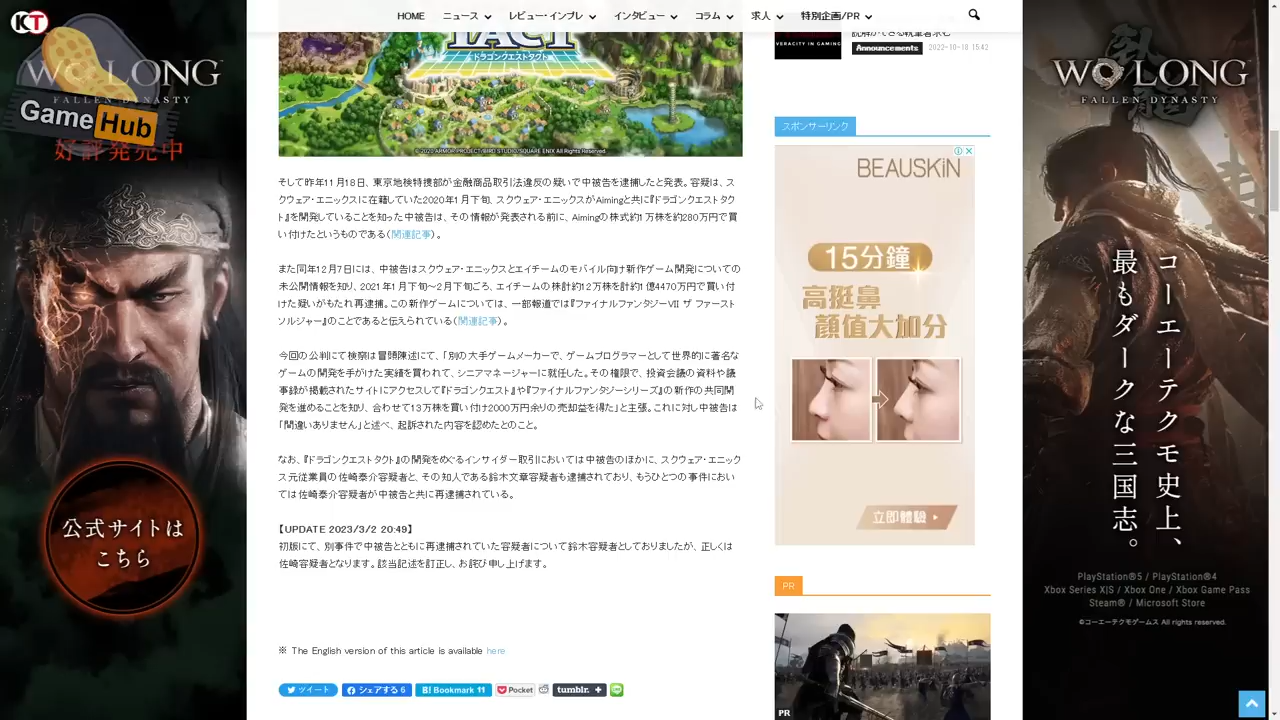 HOME ニュース レビュー・インプレ インタビュー コラム 求人 特別企画/PR
KT
WO LONG
FALLEN DYNASTY
GameHub
好評発売中
公式サイトは
こちら
TACT
ドラゴンクエストタクト
© 2020 ARMOR PROJECT/BIRD STUDIO/SQUARE ENIX All Rights Reserved.
そして昨年11月18日、東京地検特捜部が金融商品取引法違反の疑いで中被告を逮捕したと発表。容疑は、ス
クウェア・エニックスに在籍していた2020年1月下旬、スクウェア・エニックスがAimingと共に『ドラゴンクエストタク
ト』を開発していることを知った中被告は、その情報が発表される前に、Aimingの株式約1万株を約280万円で買
い付けたというものである（関連記事）。
また同年12月7日には、中被告はスクウェア・エニックスとエイチームのモバイル向け新作ゲーム開発についての
未公開情報を知り、2021年1月下旬～2月下旬ごろ、エイチームの株計約12万株を計約1億4470万円で買い付
けた疑いがもたれ再逮捕。この新作ゲームについては、一部報道では『ファイナルファンタジーVII ザ ファースト
ソルジャー』のことであると伝えられている（関連記事）。
今回の公判にて検察は冒頭陳述にて、「別の大手ゲームメーカーで、ゲームプログラマーとして世界的に著名な
ゲームの開発を手がけた実績を買われて、シニアマネージャーに就任した。その権限で、投資会議の資料や議
事録が掲載されたサイトにアクセスして『ドラゴンクエスト』や『ファイナルファンタジーシリーズ』の新作の共同開
発を進めることを知り、合わせて13万株を買い付け2000万円余りの売却益を得た」と主張。これに対し中被告は
「間違いありません」と述べ、起訴された内容を認めたとのこと。
なお、『ドラゴンクエストタクト』の開発をめぐるインサイダー取引においては中被告のほかに、スクウェア・エニック
ス元従業員の佐崎泰介容疑者と、その知人である鈴木文章容疑者も逮捕されており、もうひとつの事件におい
ては佐崎泰介容疑者が中被告と共に再逮捕されている。
【UPDATE 2023/3/2 20:49】
初版にて、別事件で中被告とともに再逮捕されていた容疑者について鈴木容疑者としておりましたが、正しくは
佐崎容疑者となります。該当記述を訂正し、お詫び申し上げます。
※ The English version of this article is available here
ツイート シェアする 6 B! Bookmark 11 Pocket tumblr. +
VERACITY IN GAMING
読解ができる執筆者求む
Announcements 2022-10-18 15:42
スポンサーリンク
BEAUSKiN
15分鐘
高挺鼻
顏值大加分
立即體驗
PR
PR
WO LONG
FALLEN DYNASTY
コーエーテクモ史上、
最もダークな三国志。
PlayStation®5 / PlayStation®4
Xbox Series X|S / Xbox One / Xbox Game Pass
Steam® / Microsoft Store
©コーエーテクモゲームス All rights reserved.